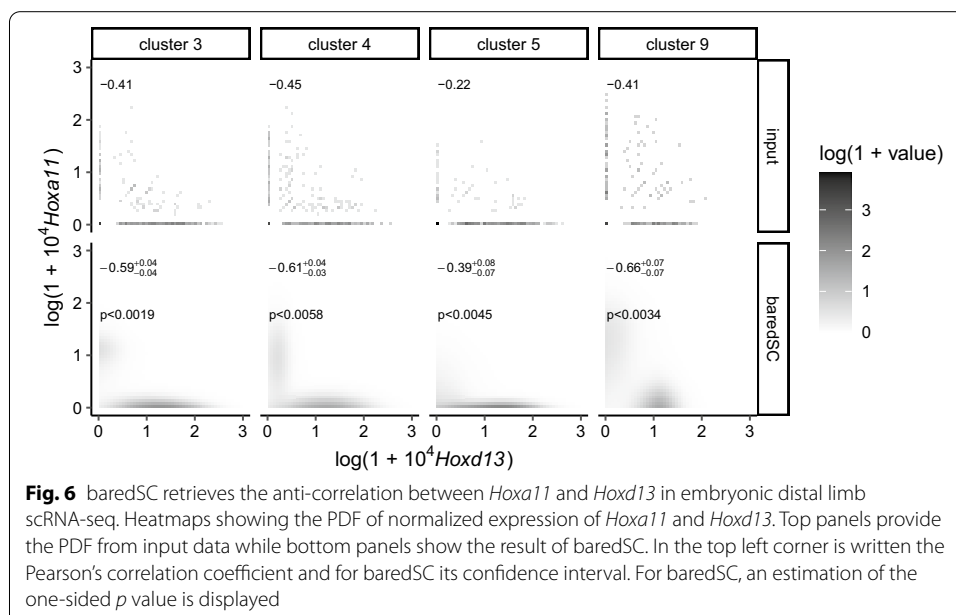 cluster 3 cluster 4 cluster 5 cluster 9
3
2
1
0
−0.41 −0.45 −0.22 −0.41
input
3
2
1
0
−0.59 +0.04 −0.04 −0.61 +0.04 −0.03 −0.39 +0.08 −0.07 −0.66 +0.07 −0.07
p<0.0019 p<0.0058 p<0.0045 p<0.0034
baredSC
0 1 2 3 0 1 2 3 0 1 2 3 0 1 2 3
log(1 + 10⁴Hoxa11)
log(1 + 10⁴Hoxd13)
log(1 + value)
3
2
1
0
Fig. 6 baredSC retrieves the anti-correlation between Hoxa11 and Hoxd13 in embryonic distal limb
scRNA-seq. Heatmaps showing the PDF of normalized expression of Hoxa11 and Hoxd13. Top panels provide
the PDF from input data while bottom panels show the result of baredSC. In the top left corner is written the
Pearson's correlation coefficient and for baredSC its confidence interval. For baredSC, an estimation of the
one-sided p value is displayed